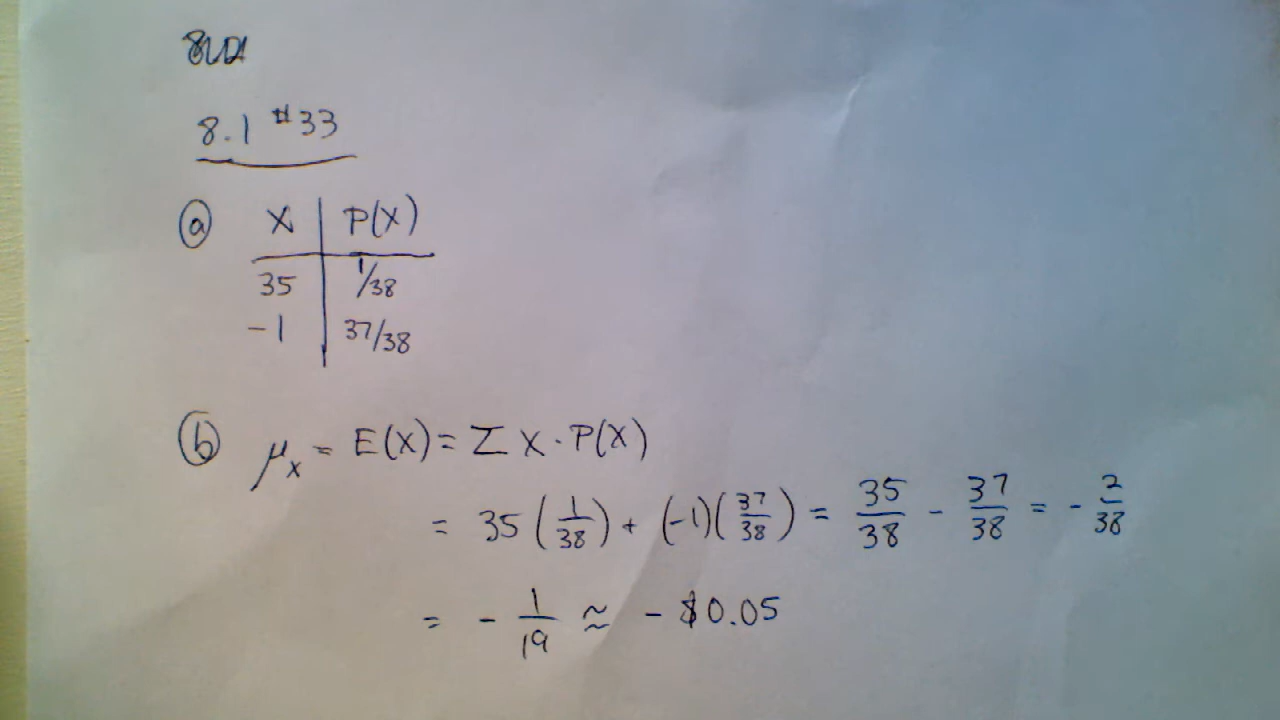 8.1 #33
(a) X | P(X)
35 | 1/38
-1 | 37/38
(b) μₓ = E(X) = Σ X · P(X)
= 35 (1/38) + (-1)(37/38) = 35/38 - 37/38 = - 2/38
= - 1/19 ≈ - $0.05